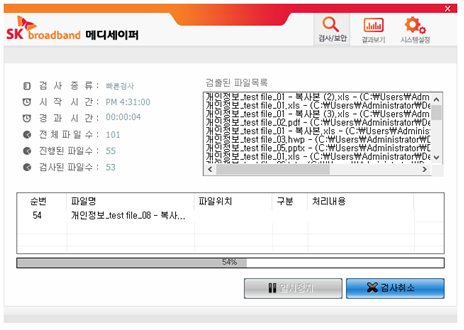 SK broadband 메디세이퍼
검사/보안 결과보기 시스템설정
검 사 종 류 : 빠른검사
시 작 시 간 : PM 4:31:00
경 과 시 간 : 00:00:04
전체파일수 : 101
진행된파일수 : 55
검사된파일수 : 53
검출된 파일목록
개인정보_test file_01 - 복사본 (2).xls - (C:₩Users₩Adm
개인정보_test file_01.xls - (C:₩Users₩Administrator₩De
개인정보_test file_01 - 복사본 (3).xls - (C:₩Users₩Adm
개인정보_test file_02.pdf - (C:₩Users₩Administrator₩D
개인정보_test file_01 - 복사본.xls - (C:₩Users₩Adminis
개인정보_test file_03.hwp - (C:₩Users₩Administrator₩D
개인정보_test file_05.pptx - (C:₩Users₩Administrator₩
개인정보_test file_01.xls - (C:₩Users₩Administrator₩De
순번 파일명 파일위치 구분 처리내용
54 개인정보_test file_08 - 복사...
54%
일시정지 검사취소